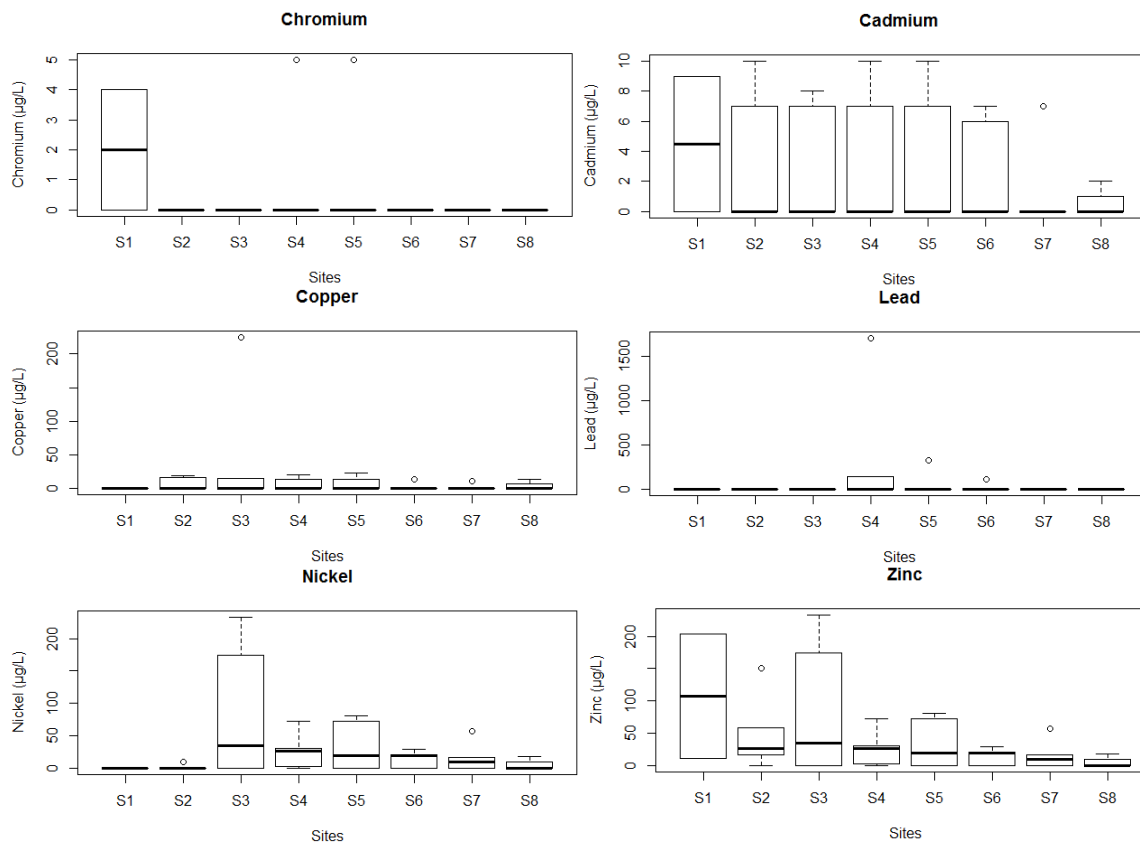 Chromium
Chromium (µg/L)
0 1 2 3 4 5
S1 S2 S3 S4 S5 S6 S7 S8
Sites
Cadmium
Cadmium (µg/L)
0 2 4 6 8 10
S1 S2 S3 S4 S5 S6 S7 S8
Sites
Copper
Copper (µg/L)
0 50 100 200
S1 S2 S3 S4 S5 S6 S7 S8
Sites
Lead
Lead (µg/L)
0 500 1000 1500
S1 S2 S3 S4 S5 S6 S7 S8
Sites
Nickel
Nickel (µg/L)
0 50 100 200
S1 S2 S3 S4 S5 S6 S7 S8
Sites
Zinc
Zinc (µg/L)
0 50 100 200
S1 S2 S3 S4 S5 S6 S7 S8
Sites